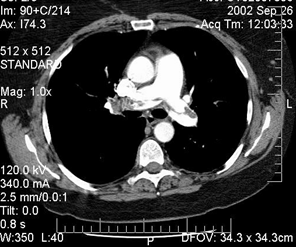 Im: 90+C/214
2002 Sep 26
Ax: I74.3
Acq Tm: 12:03:33
512 x 512
STANDARD
Mag: 1.0x
R
L
120.0 kV
340.0 mA
2.5 mm/0.0:1
Tilt: 0.0
0.8 s
W:350 L:40
P
DFOV: 34.3 x 34.3cm